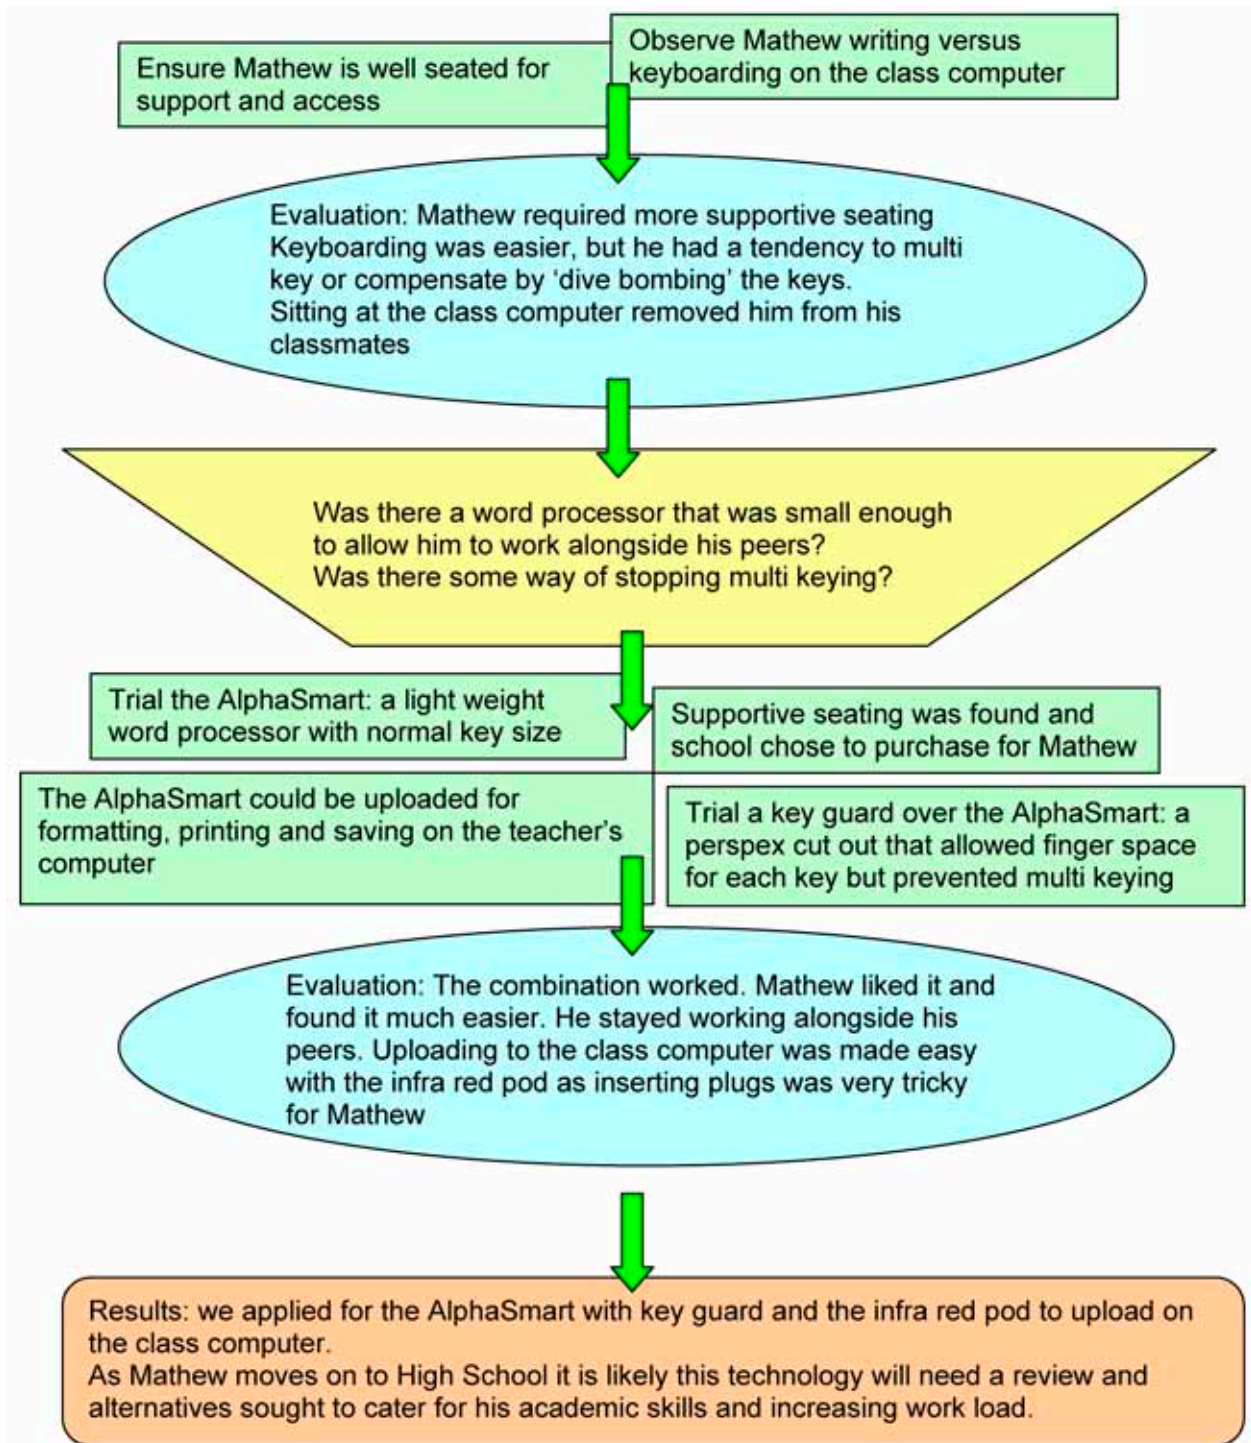 Ensure Mathew is well seated for
support and access
Observe Mathew writing versus
keyboarding on the class computer
Evaluation: Mathew required more supportive seating
Keyboarding was easier, but he had a tendency to multi
key or compensate by ‘dive bombing’ the keys.
Sitting at the class computer removed him from his
classmates
Was there a word processor that was small enough
to allow him to work alongside his peers?
Was there some way of stopping multi keying?
Trial the AlphaSmart: a light weight
word processor with normal key size
Supportive seating was found and
school chose to purchase for Mathew
The AlphaSmart could be uploaded for
formatting, printing and saving on the teacher’s
computer
Trial a key guard over the AlphaSmart: a
perspex cut out that allowed finger space
for each key but prevented multi keying
Evaluation: The combination worked. Mathew liked it and
found it much easier. He stayed working alongside his
peers. Uploading to the class computer was made easy
with the infra red pod as inserting plugs was very tricky
for Mathew
Results: we applied for the AlphaSmart with key guard and the infra red pod to upload on
the class computer.
As Mathew moves on to High School it is likely this technology will need a review and
alternatives sought to cater for his academic skills and increasing work load.